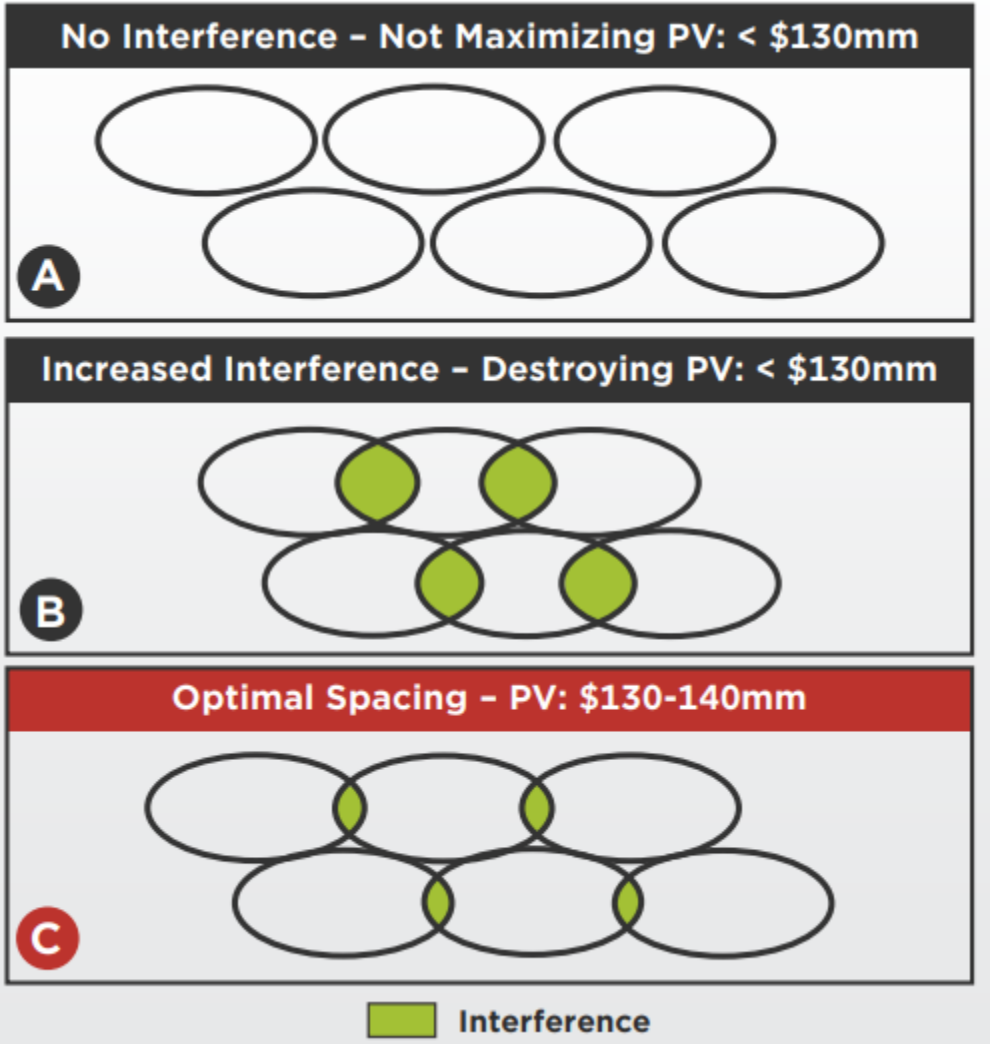 No Interference – Not Maximizing PV: < $130mm
A
Increased Interference – Destroying PV: < $130mm
B
Optimal Spacing – PV: $130-140mm
C
Interference